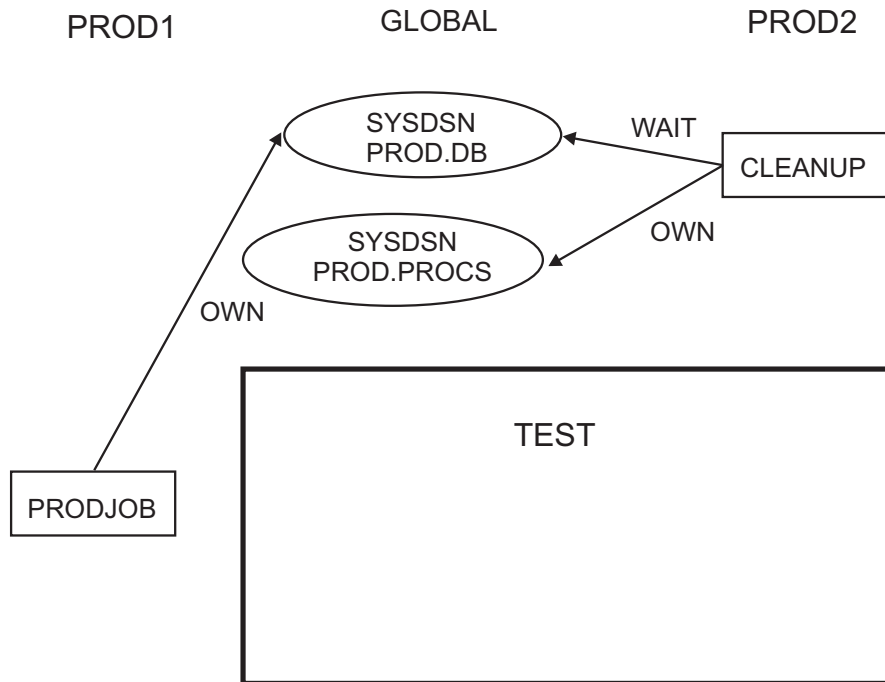 PROD1
GLOBAL
PROD2
SYSDSN
PROD.DB
WAIT
CLEANUP
SYSDSN
PROD.PROCS
OWN
OWN
TEST
PRODJOB